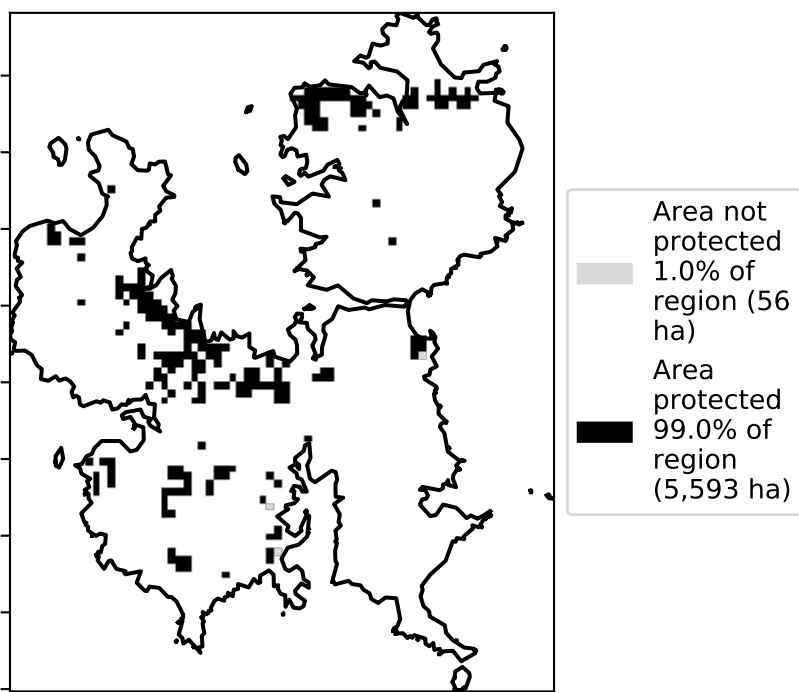 Area not
protected
1.0% of
region (56
ha)
Area
protected
99.0% of
region
(5,593 ha)